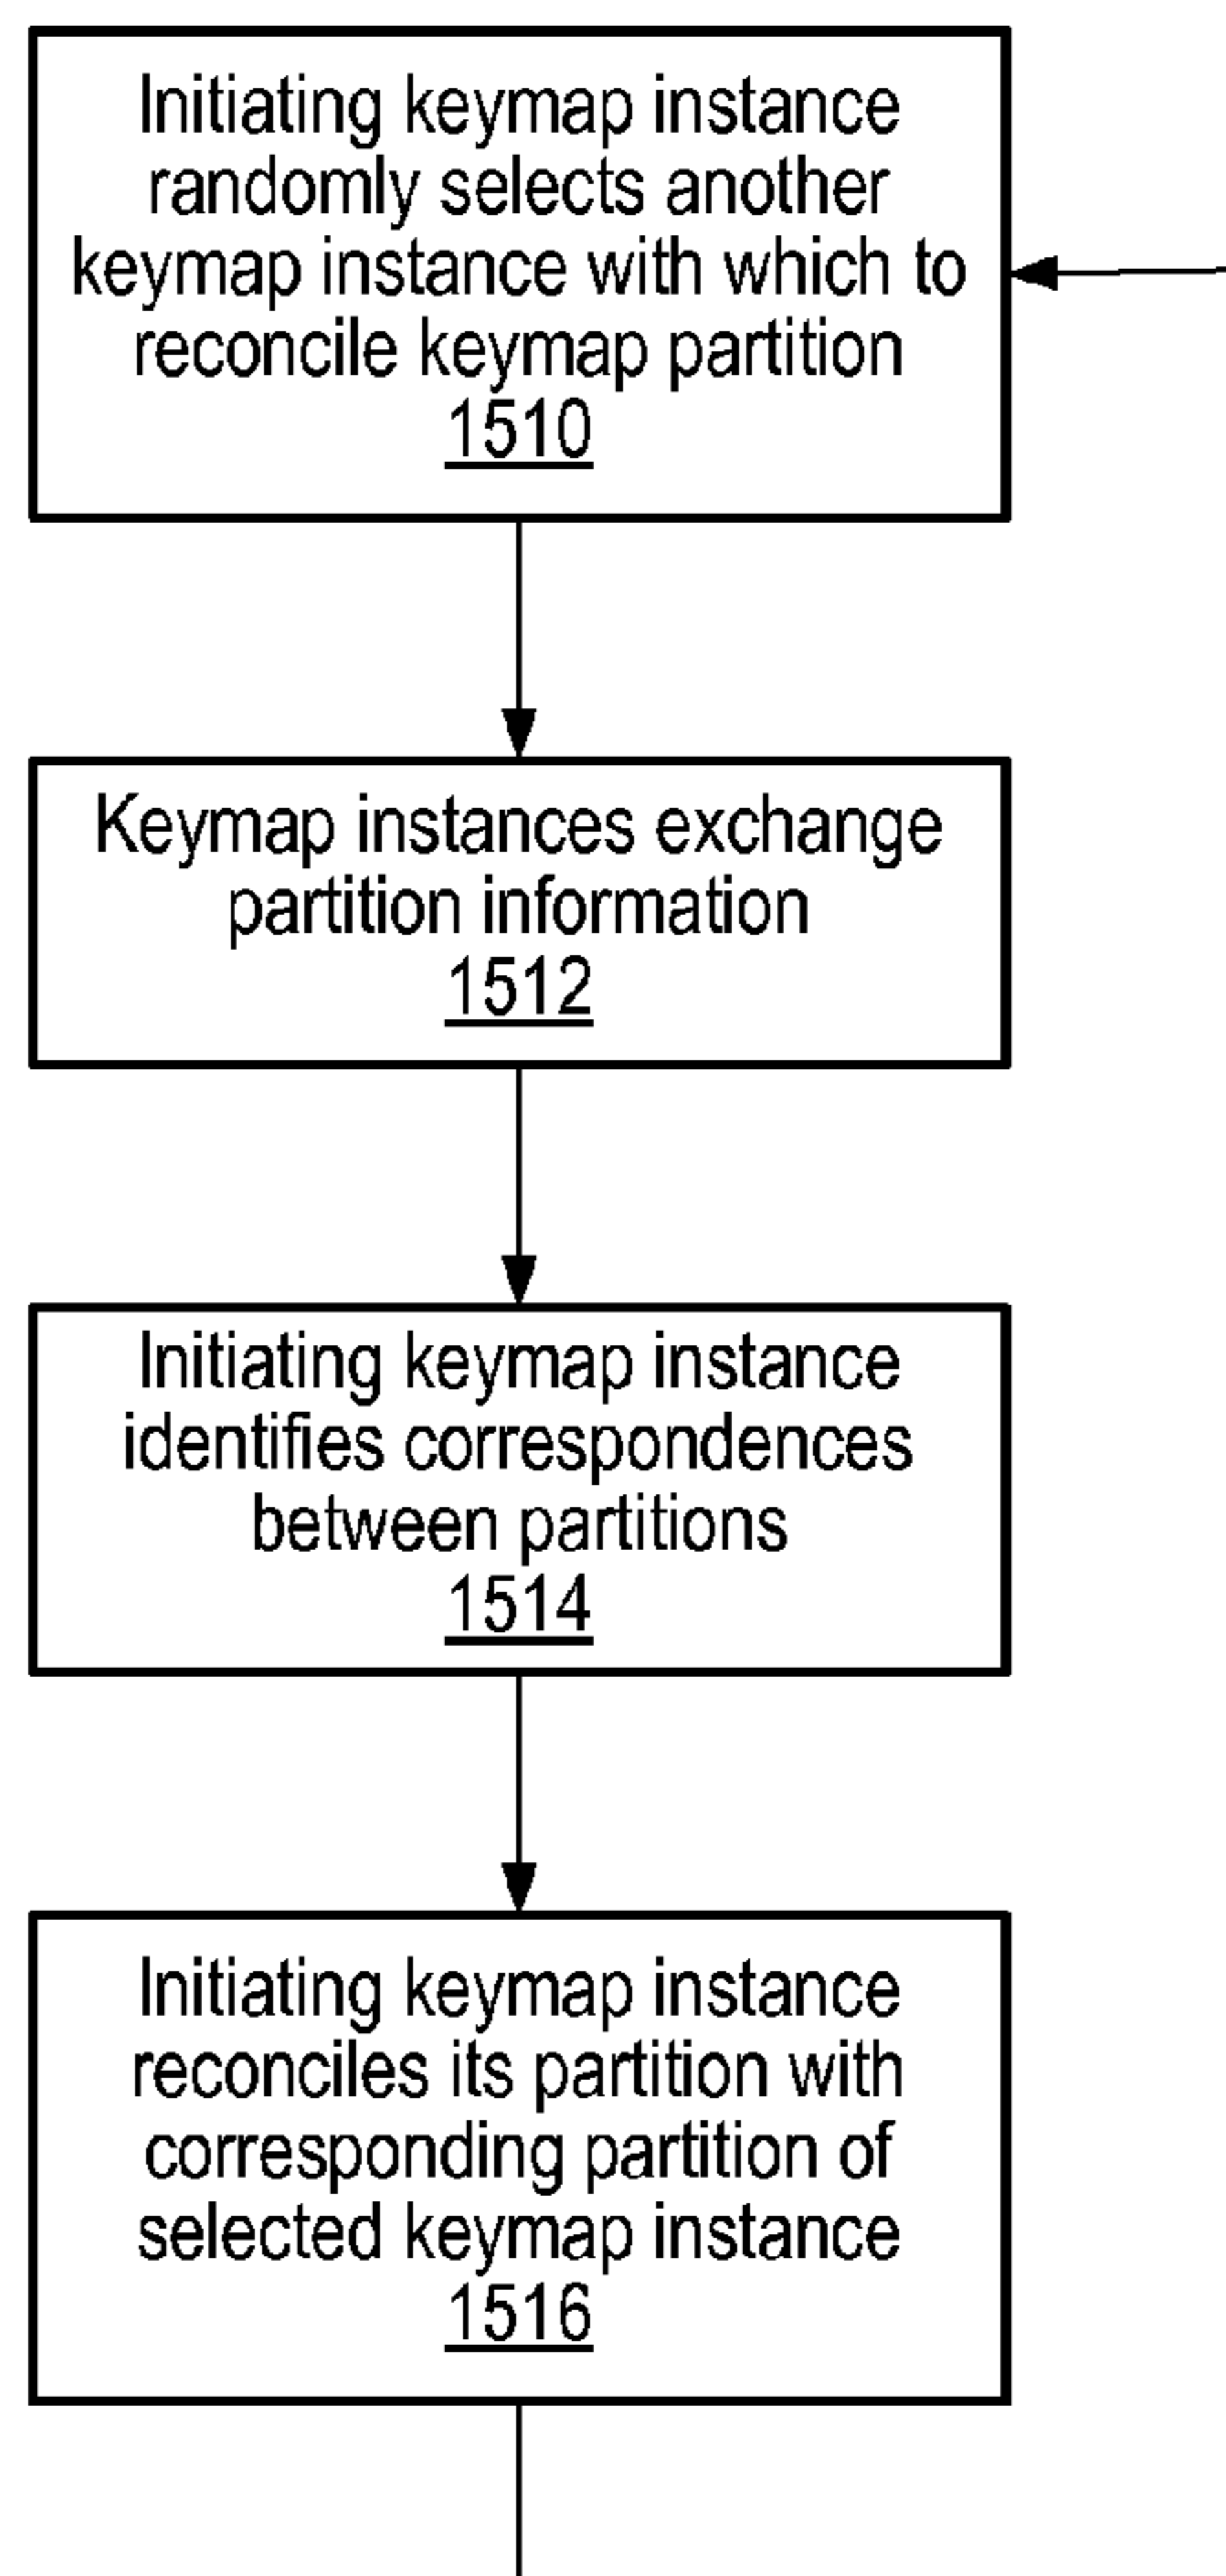 Initiating keymap instance
randomly selects another
keymap instance with which to
reconcile keymap partition
1510
Keymap instances exchange
partition information
1512
Initiating keymap instance
identifies correspondences
between partitions
1514
Initiating keymap instance
reconciles its partition with
corresponding partition of
selected keymap instance
1516